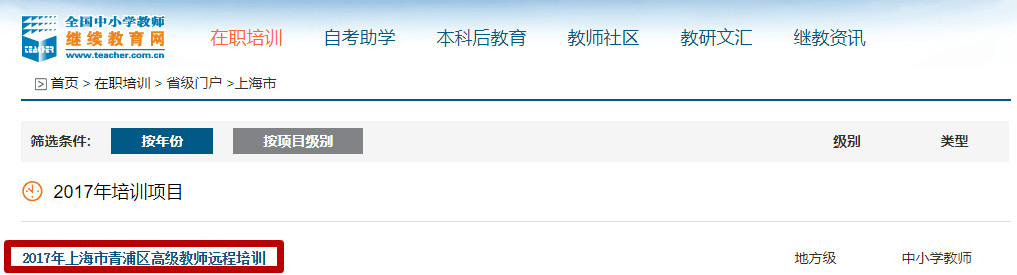 全国中小学教师
继续教育网
TEACHER
www.teacher.com.cn
在职培训 自考助学 本科后教育 教师社区 教研文汇 继教资讯
首页 > 在职培训 > 省级门户 >上海市
筛选条件: 按年份 按项目级别 级别 类型
2017年培训项目
2017年上海市青浦区高级教师远程培训 地方级 中小学教师